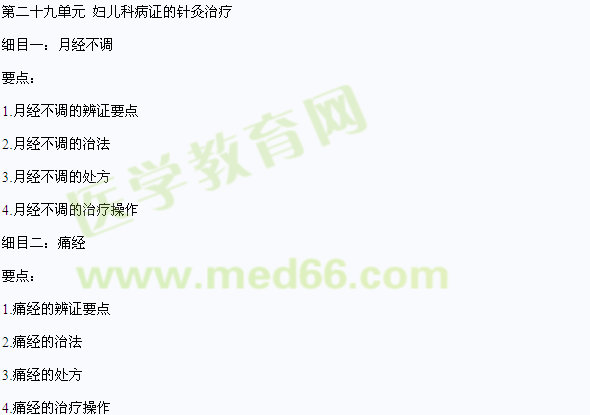 第二十九单元 妇儿科病证的针灸治疗
细目一：月经不调
要点：
1.月经不调的辨证要点
2.月经不调的治法
3.月经不调的处方
4.月经不调的治疗操作
细目二：痛经
要点：
1.痛经的辨证要点
2.痛经的治法
3.痛经的处方
4.痛经的治疗操作
医学教育网
www.med66.com